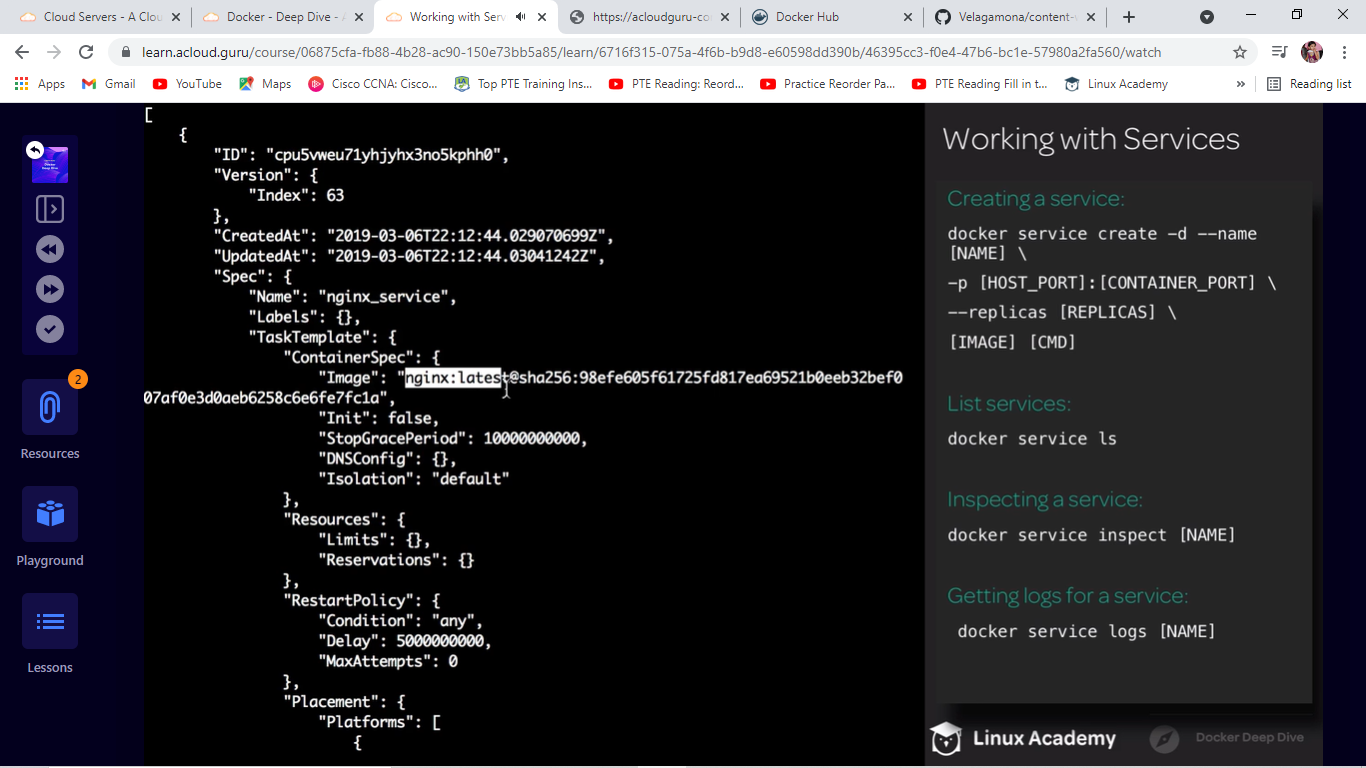 Cloud Servers - A Clou
Docker - Deep Dive - A
Working with Serv
https://acloudguru-co
Docker Hub
Velagamona/content-
learn.acloud.guru/course/06875cfa-fb88-4b28-ac90-150e73bb5a85/learn/6716f315-075a-4f6b-b9d8-e60598dd390b/46395cc3-f0e4-47b6-bc1e-57980a2fa560/watch
Apps
Gmail
YouTube
Maps
Cisco CCNA: Cisco...
Top PTE Training Ins...
PTE Reading: Reord...
Practice Reorder Pa...
PTE Reading Fill in t...
Linux Academy
»
Reading list
2
Resources
Playground
Lessons
[
{
"ID": "cpu5vweu71yhjyhx3no5kphh0",
"Version": {
"Index": 63
},
"CreatedAt": "2019-03-06T22:12:44.029070699Z",
"UpdatedAt": "2019-03-06T22:12:44.03041242Z",
"Spec": {
"Name": "nginx_service",
"Labels": {},
"TaskTemplate": {
"ContainerSpec": {
"Image": "nginx:latest@sha256:98efe605f61725fd817ea69521b0eeb32bef0
07af0e3d0aeb6258c6e6fe7fc1a",
"Init": false,
"StopGracePeriod": 10000000000,
"DNSConfig": {},
"Isolation": "default"
},
"Resources": {
"Limits": {},
"Reservations": {}
},
"RestartPolicy": {
"Condition": "any",
"Delay": 5000000000,
"MaxAttempts": 0
},
"Placement": {
"Platforms": [
{
Working with Services
Creating a service:
docker service create -d --name
[NAME] \
-p [HOST_PORT]:[CONTAINER_PORT] \
--replicas [REPLICAS] \
[IMAGE] [CMD]
List services:
docker service ls
Inspecting a service:
docker service inspect [NAME]
Getting logs for a service:
docker service logs [NAME]
Linux Academy
Docker Deep Dive